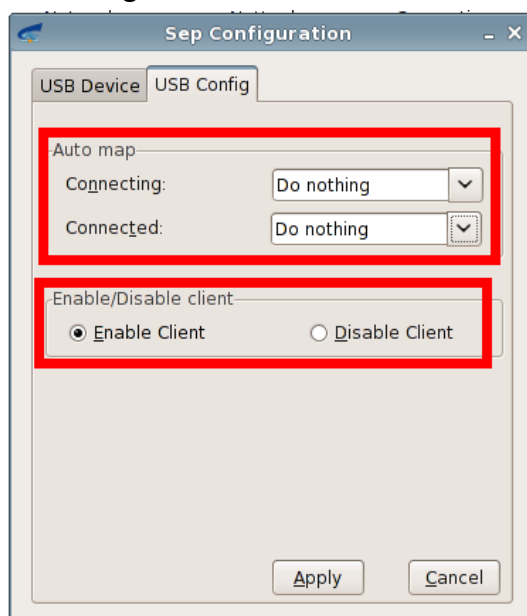 Sep Configuration
USB Device USB Config
Auto map
Connecting: Do nothing
Connected: Do nothing
Enable/Disable client
Enable Client Disable Client
Apply Cancel